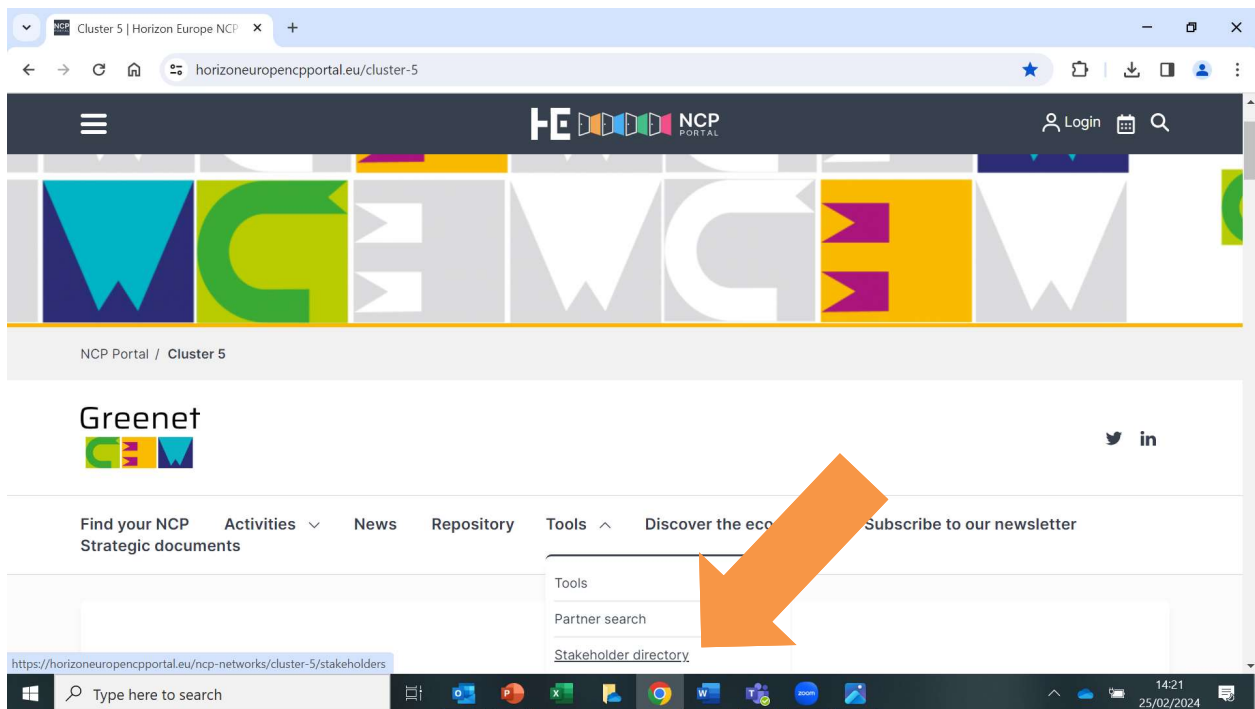 Cluster 5 | Horizon Europe NCP
horizoneuropencpportal.eu/cluster-5
HE NCP PORTAL
Login
NCP Portal / Cluster 5
Greenet
Find your NCP Activities News Repository Tools Discover the Subscribe to our newsletter
Strategic documents
Tools
Partner search
Stakeholder directory
https://horizoneuropencpportal.eu/ncp-networks/cluster-5/stakeholders
Type here to search
14:21
25/02/2024